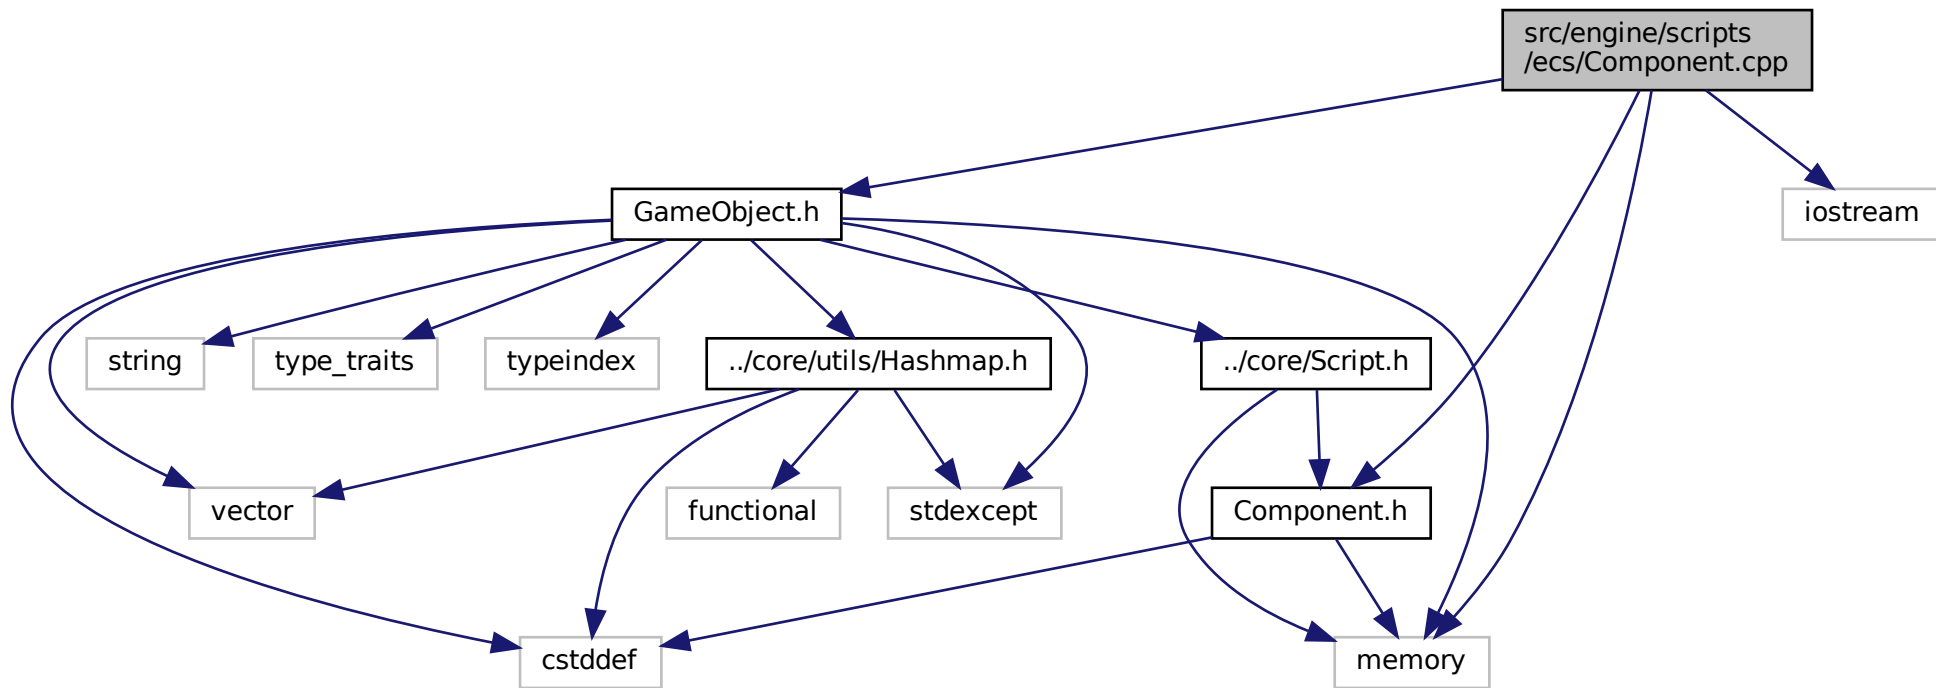 src/engine/scripts
/ecs/Component.cpp
GameObject.h
iostream
string
type_traits
typeindex
../core/utils/Hashmap.h
../core/Script.h
vector
functional
stdexcept
Component.h
cstddef
memory